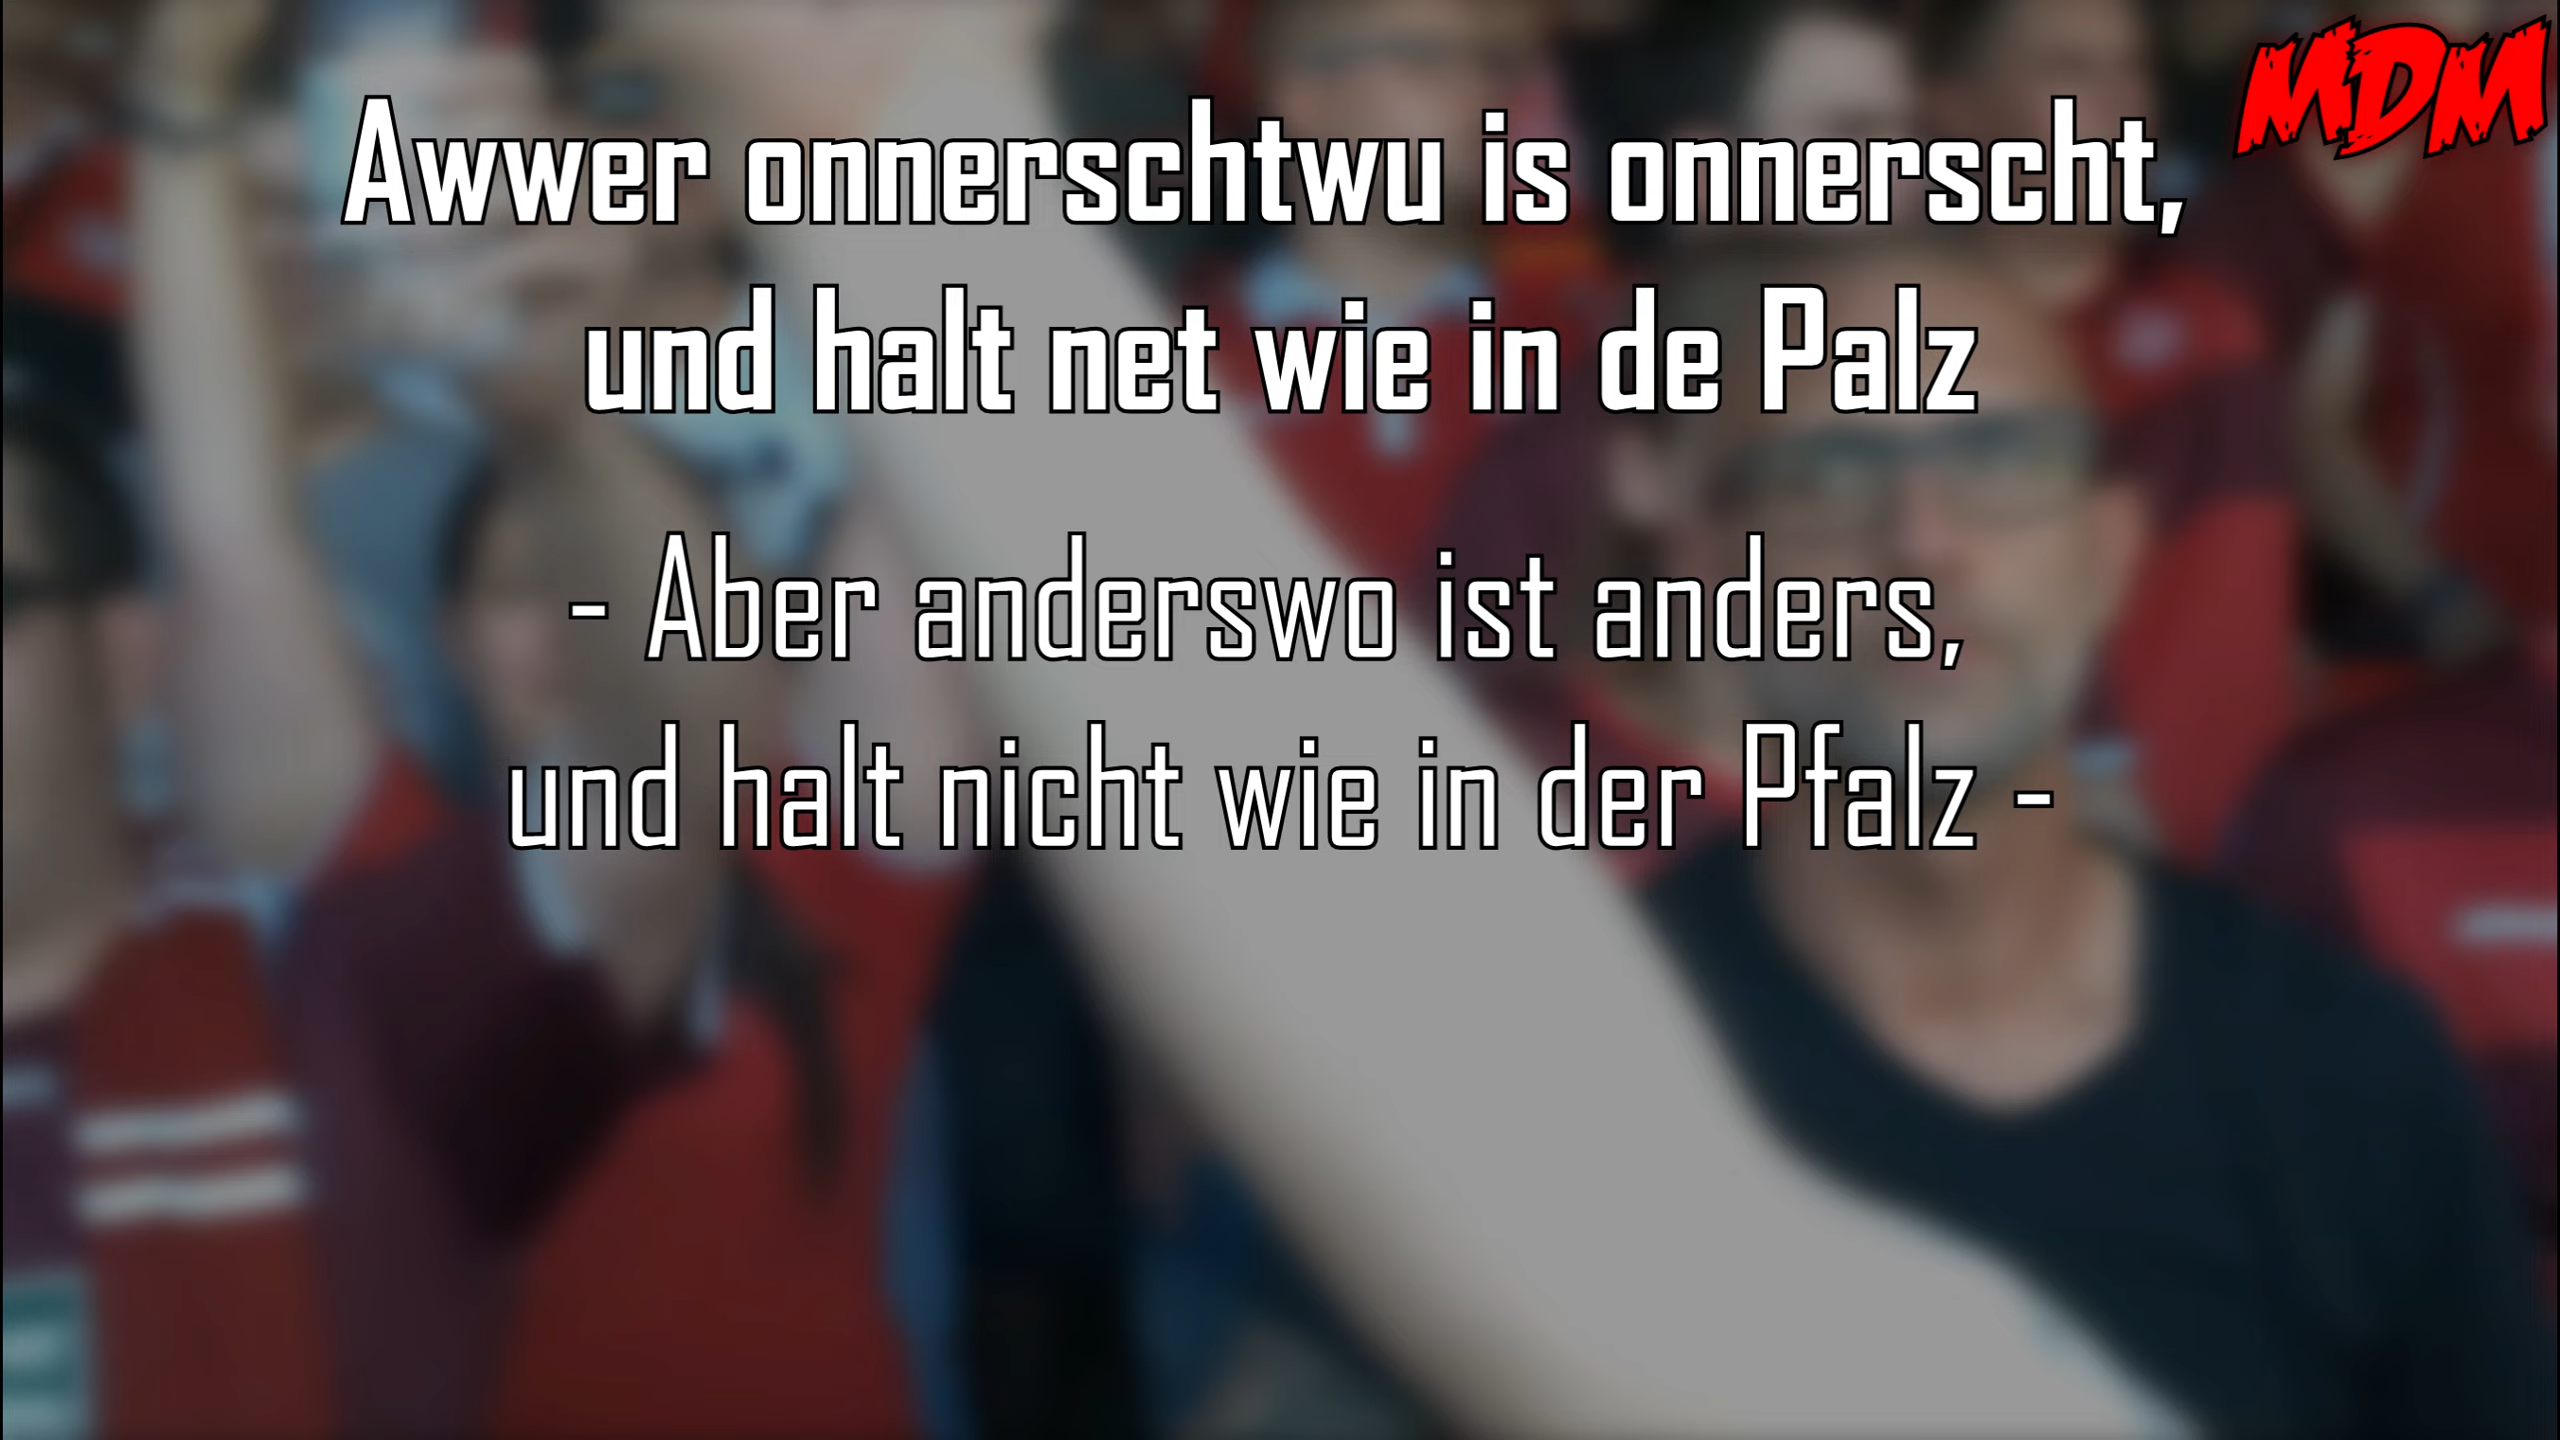 MDM
Awwer onnerschtwu is onnerscht,
und halt net wie in de Palz
- Aber anderswo ist anders,
und halt nicht wie in der Pfalz -